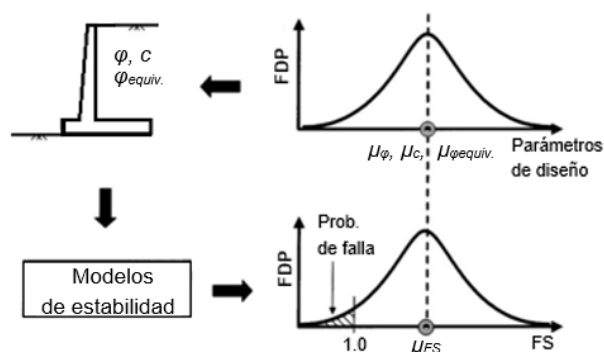 φ, c
φequiv.
FDP
μφ, μc, μφequiv.
Parámetros
de diseño
Modelos
de estabilidad
FDP
Prob.
de falla
1.0
μFS
FS